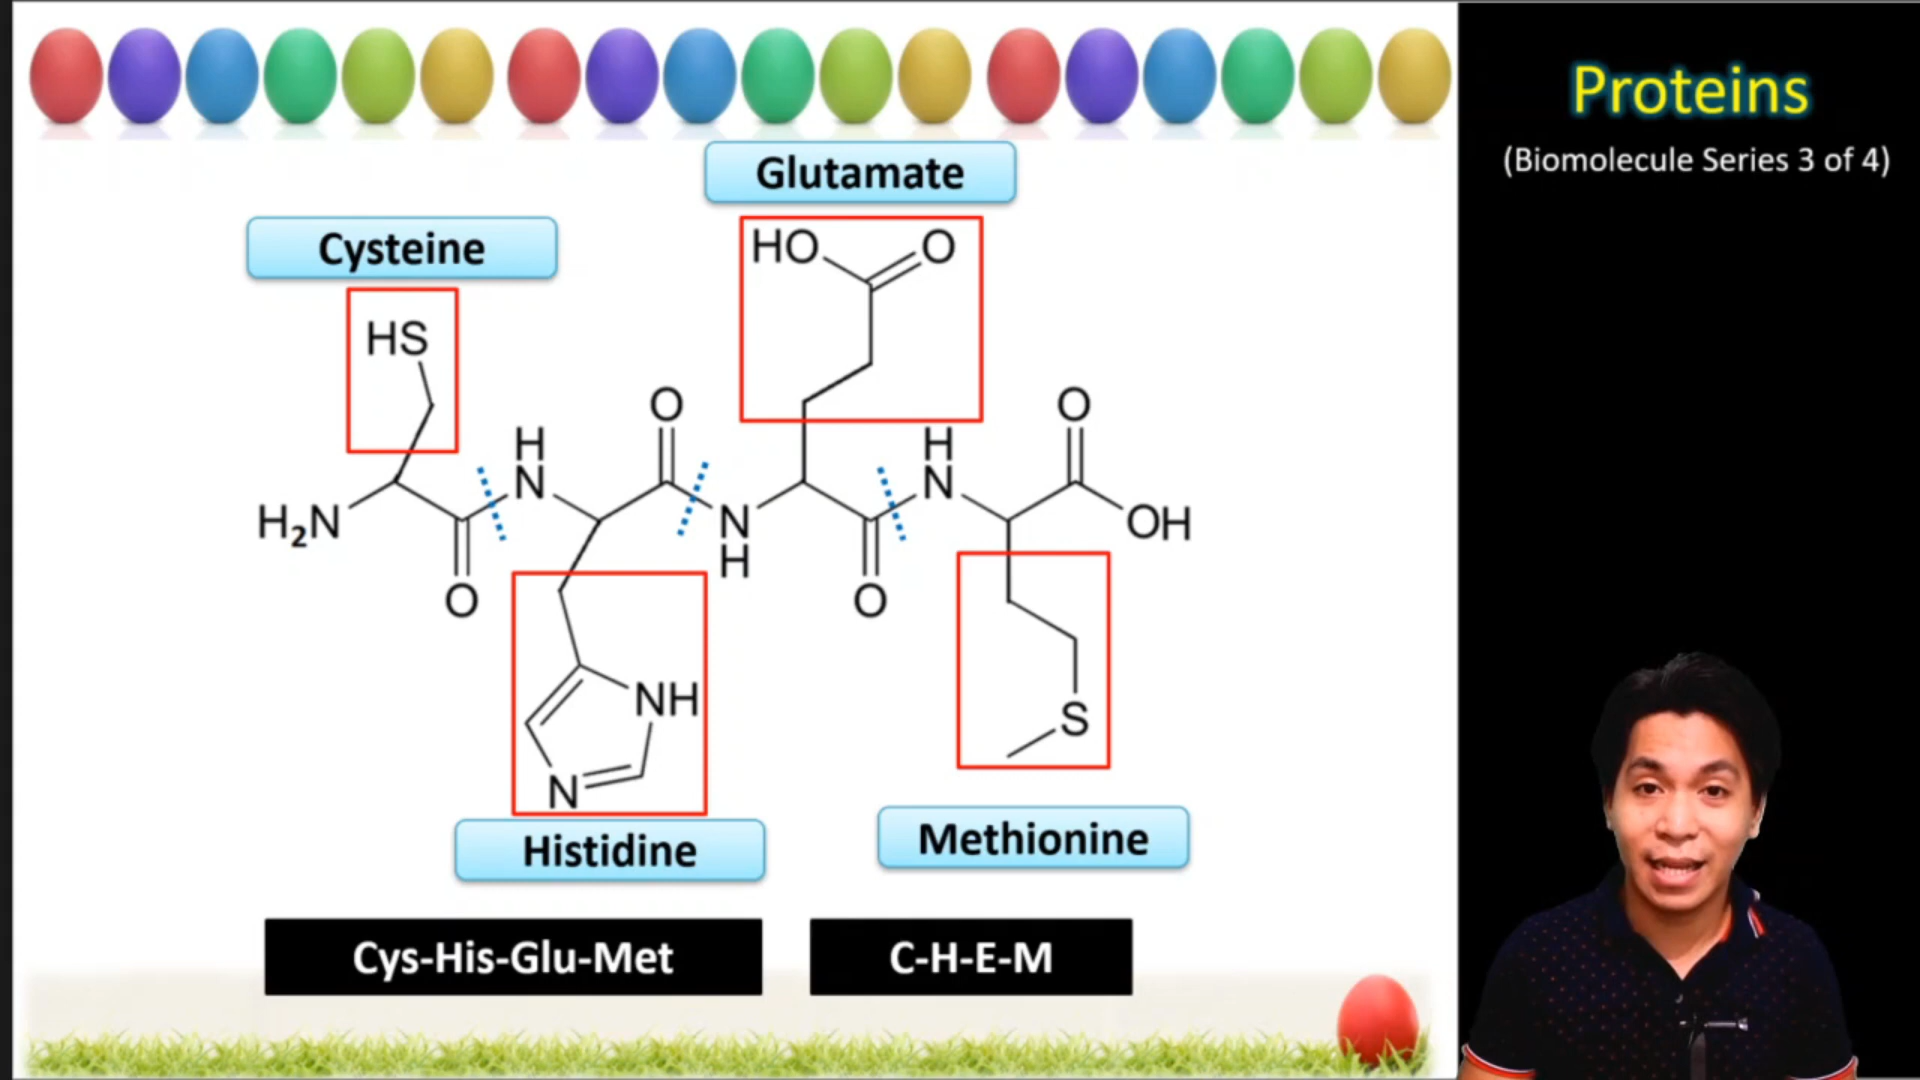 Proteins
(Biomolecule Series 3 of 4)
Glutamate
Cysteine
HO
O
HS
O
O
H
N
H
N
H₂N
N
H
OH
O
O
NH
N
S
Methionine
Histidine
Cys-His-Glu-Met
C-H-E-M